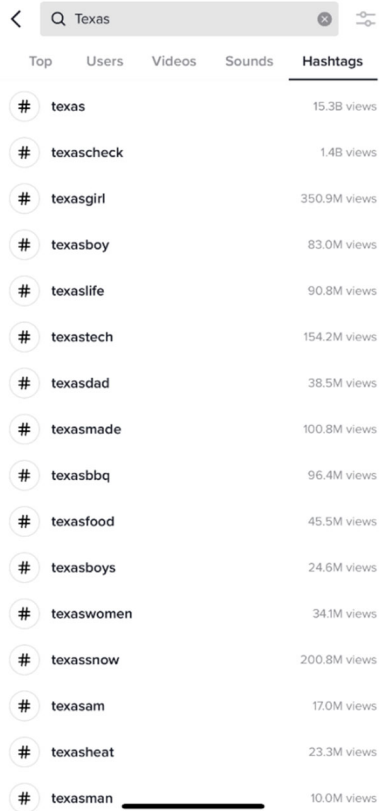 Texas
Top Users Videos Sounds Hashtags
# texas 15.3B views
# texascheck 1.4B views
# texasgirl 350.9M views
# texasboy 83.0M views
# texaslife 90.8M views
# texastech 154.2M views
# texasdad 38.5M views
# texasmade 100.8M views
# texasbbq 96.4M views
# texasfood 45.5M views
# texasboys 24.6M views
# texaswomen 34.1M views
# texassnow 200.8M views
# texasam 17.0M views
# texasheat 23.3M views
# texasman 10.0M views